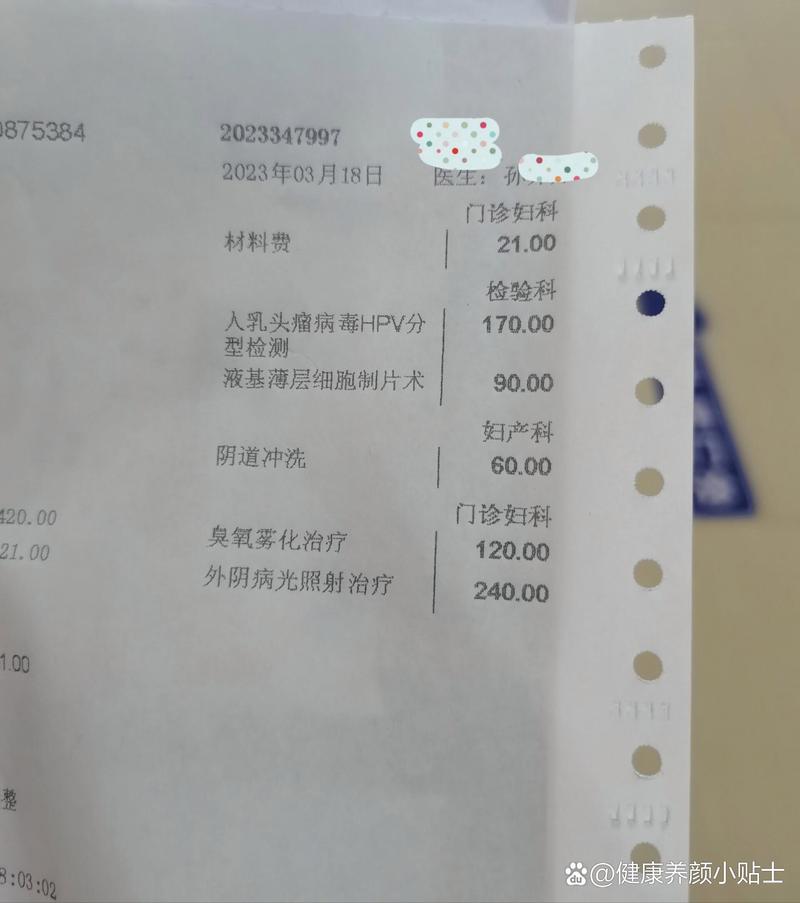 0875384
2023347997
2023年03月18日 医生：孙
门诊妇科
材料费 21.00
检验科
人乳头瘤病毒HPV分 170.00
型检测
液基薄层细胞制片术 90.00
妇产科
阴道冲洗 60.00
420.00
门诊妇科
21.00
臭氧雾化治疗 120.00
外阴病光照射治疗 240.00
1.00
整
8:03:02
@健康养颜小贴士